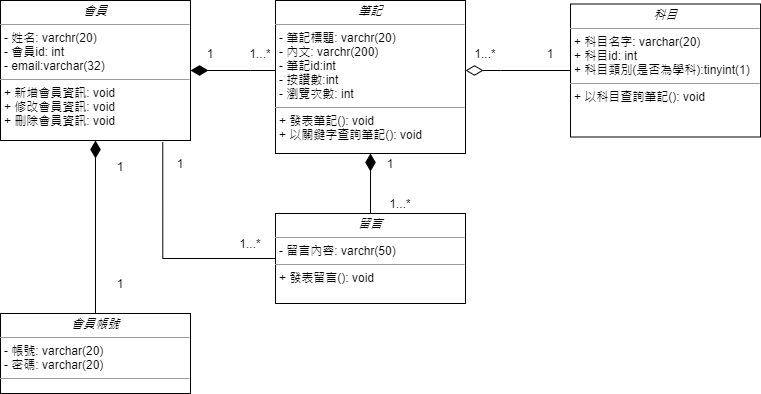 會員
- 姓名: varchr(20)
- 會員id: int
- email:varchar(32)
+ 新增會員資訊: void
+ 修改會員資訊: void
+ 刪除會員資訊: void
1
1...*
筆記
- 筆記標題: varchr(20)
- 內文: varchr(200)
- 筆記id:int
- 按讚數:int
- 瀏覽次數: int
+ 發表筆記(): void
+ 以關鍵字查詢筆記(): void
1...*
1
科目
+ 科目名字: varchar(20)
+ 科目id: int
+ 科目類別(是否為學科):tinyint(1)
+ 以科目查詢筆記(): void
1
1
1
1...*
1
1...*
留言
- 留言內容: varchr(50)
+ 發表留言(): void
1
會員帳號
- 帳號: varchar(20)
- 密碼: varchar(20)